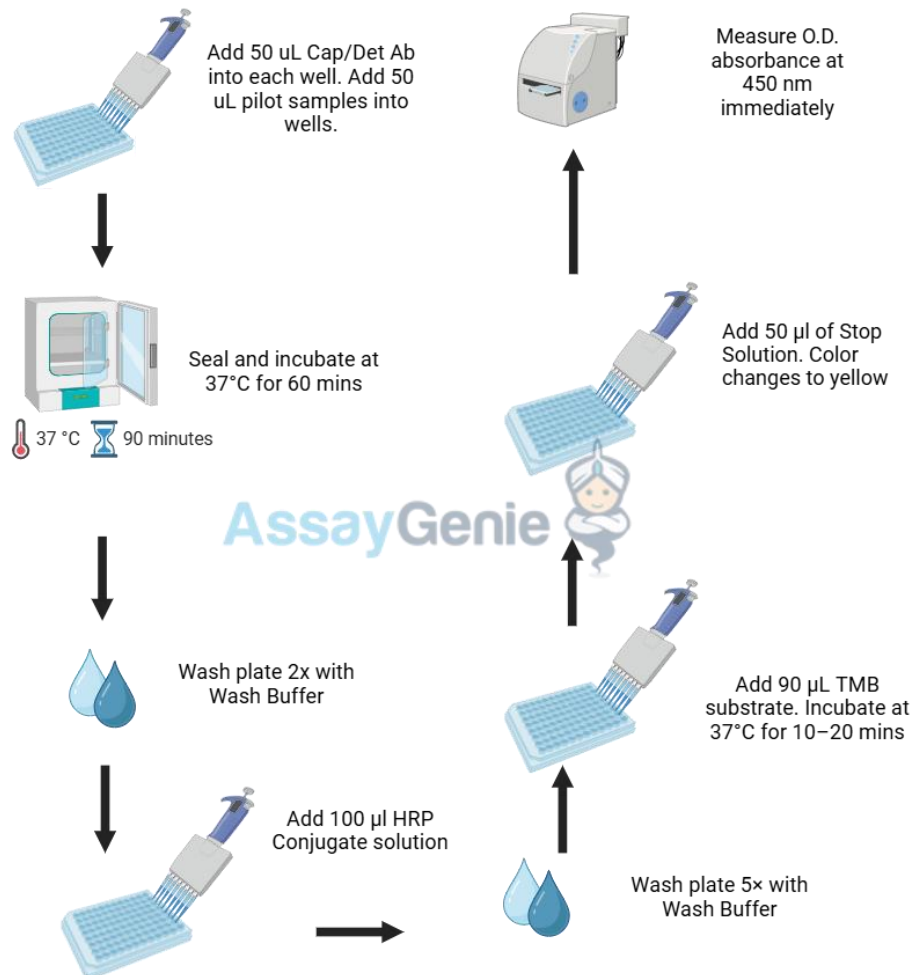 Add 50 uL Cap/Det Ab
into each well. Add 50
uL pilot samples into
wells.
Seal and incubate at
37°C for 60 mins
37 °C 90 minutes
Wash plate 2x with
Wash Buffer
Add 100 µl HRP
Conjugate solution
Wash plate 5× with
Wash Buffer
Add 90 µL TMB
substrate. Incubate at
37°C for 10–20 mins
Add 50 µl of Stop
Solution. Color
changes to yellow
Measure O.D.
absorbance at
450 nm
immediately
AssayGenie